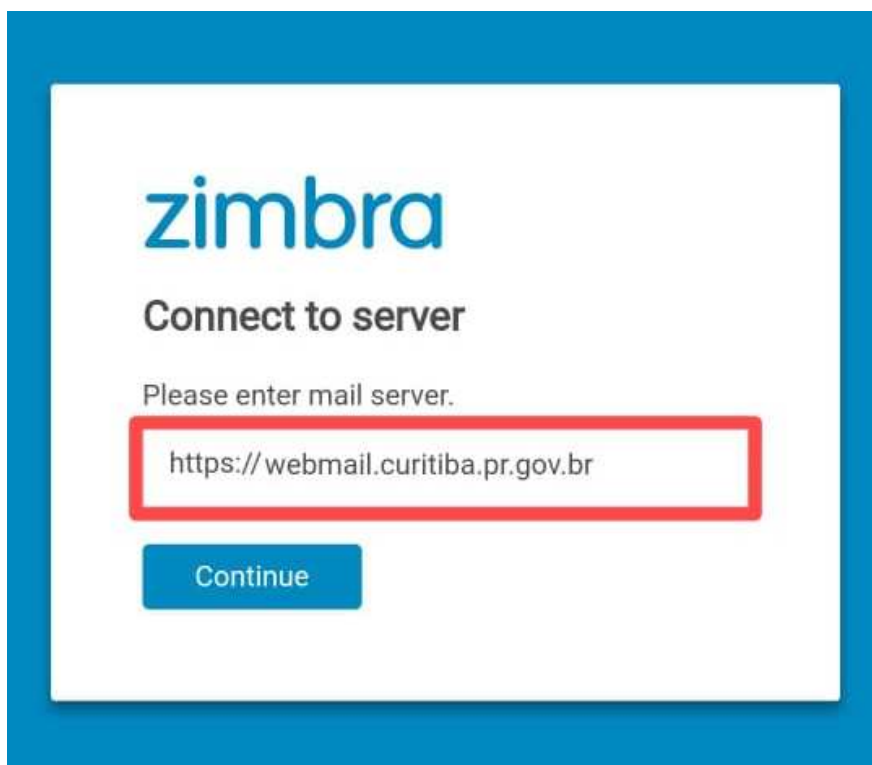 zimbra
Connect to server
Please enter mail server.
https://webmail.curitiba.pr.gov.br
Continue